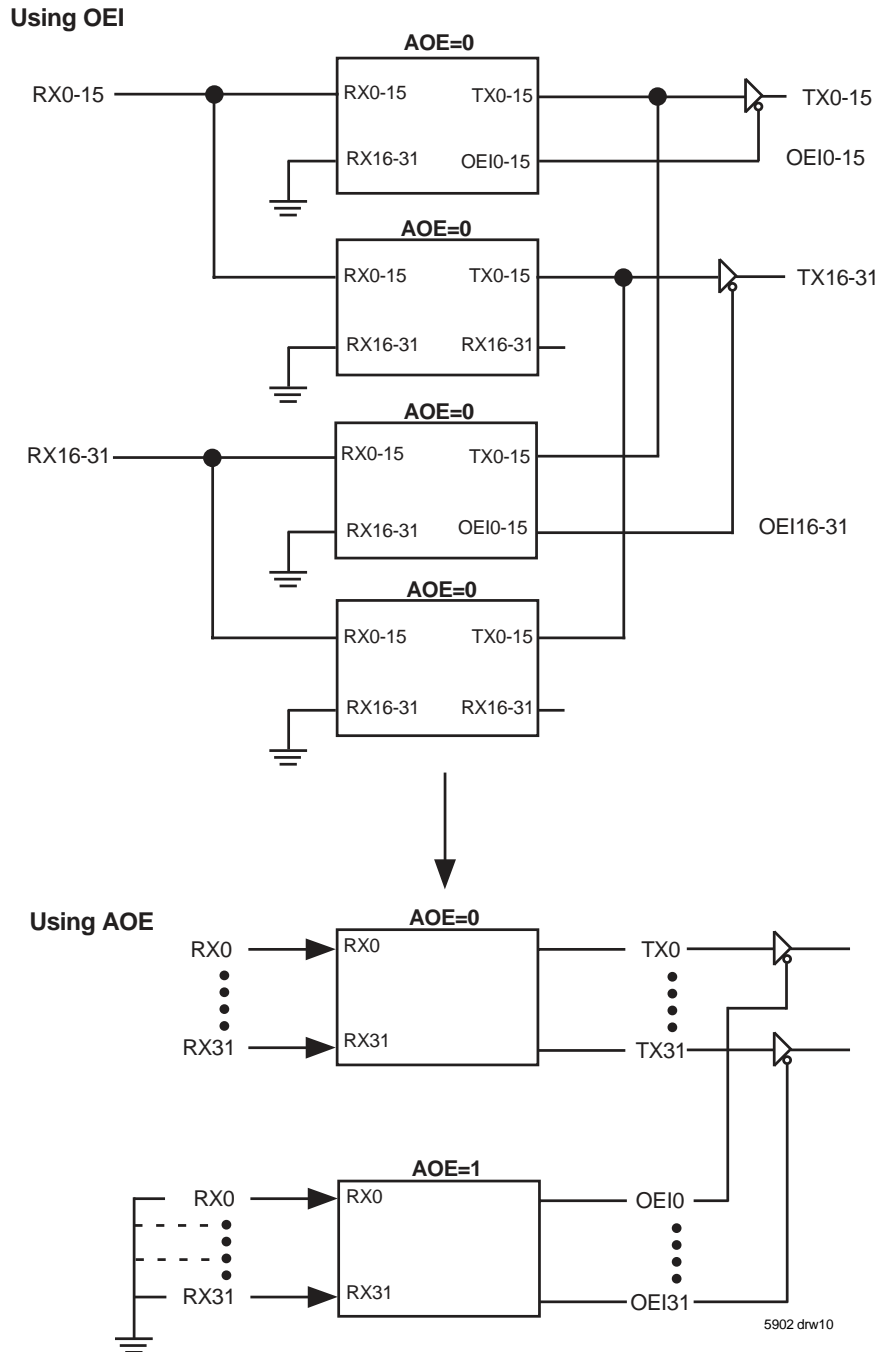 Using OEI
AOE=0
RX0-15
RX0-15
TX0-15
TX0-15
RX16-31
OEI0-15
OEI0-15
AOE=0
RX0-15
TX0-15
TX16-31
RX16-31
RX16-31
AOE=0
RX16-31
RX0-15
TX0-15
RX16-31
OEI0-15
OEI16-31
AOE=0
RX0-15
TX0-15
RX16-31
RX16-31
Using AOE
AOE=0
RX0
RX0
TX0
RX31
RX31
TX31
AOE=1
RX0
RX0
OEI0
RX31
RX31
OEI31
5902 drw10